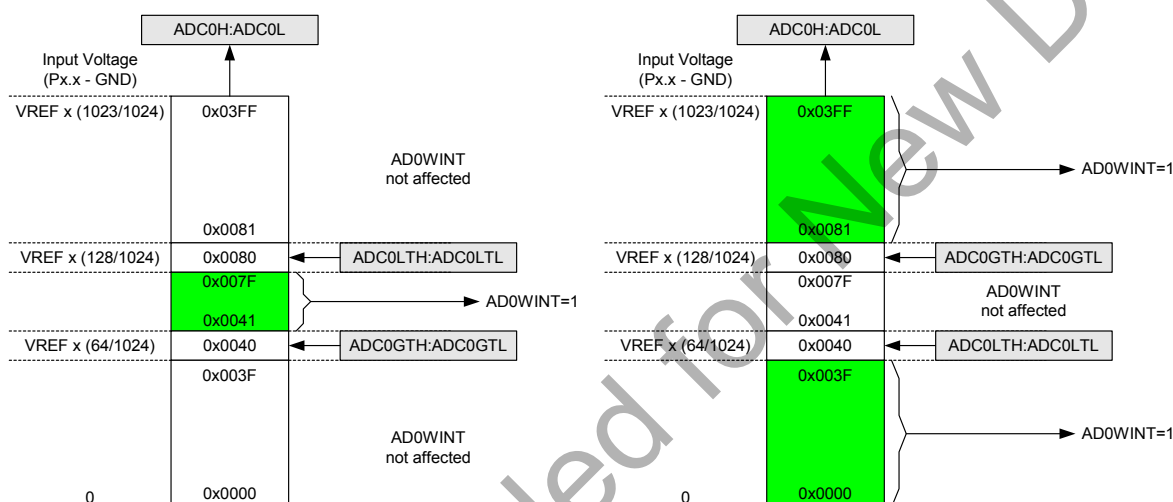 ADC0H:ADC0L
Input Voltage
(Px.x - GND)
VREF x (1023/1024)
0x03FF
AD0WINT
not affected
0x0081
VREF x (128/1024)
0x0080
ADC0LTH:ADC0LTL
0x007F
AD0WINT=1
0x0041
VREF x (64/1024)
0x0040
ADC0GTH:ADC0GTL
0x003F
AD0WINT
not affected
0
0x0000
ADC0H:ADC0L
Input Voltage
(Px.x - GND)
VREF x (1023/1024)
0x03FF
AD0WINT=1
0x0081
VREF x (128/1024)
0x0080
ADC0GTH:ADC0GTL
0x007F
AD0WINT
not affected
0x0041
VREF x (64/1024)
0x0040
ADC0LTH:ADC0LTL
0x003F
AD0WINT=1
0
0x0000
for New D